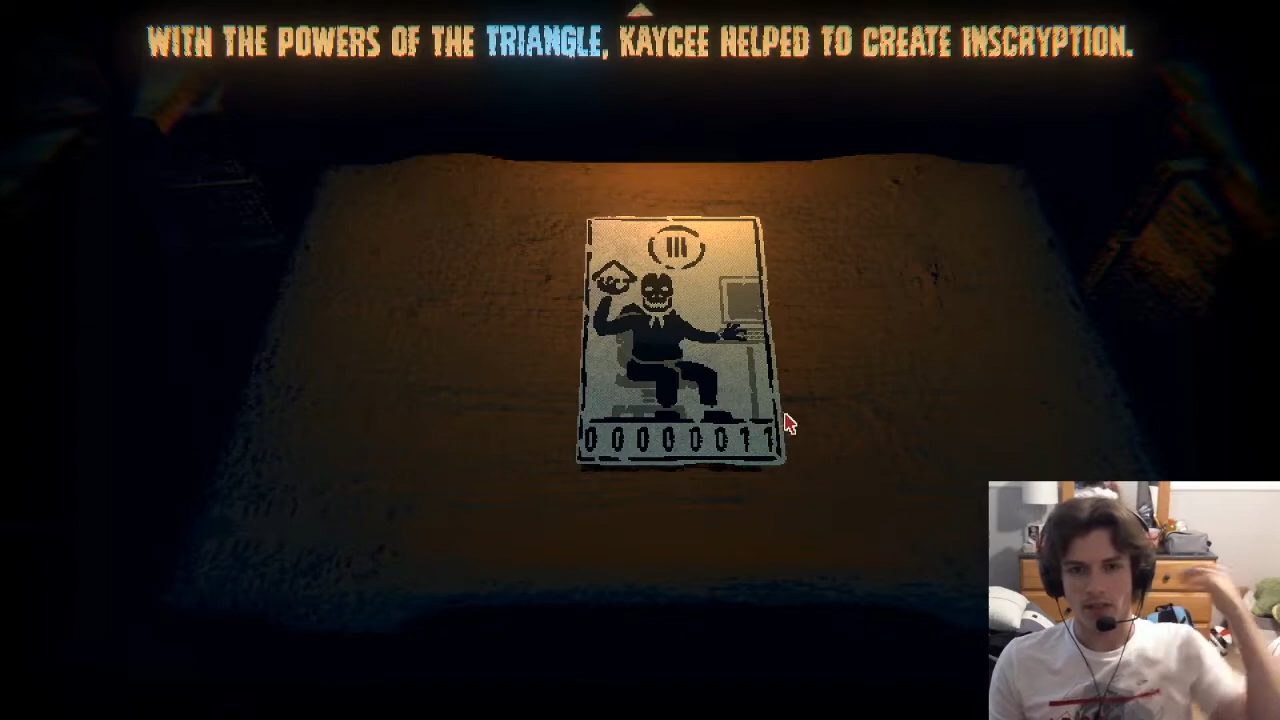 WITH THE POWERS OF THE TRIANGLE, KAYCEE HELPED TO CREATE INSCRYPTION.
III
00000011